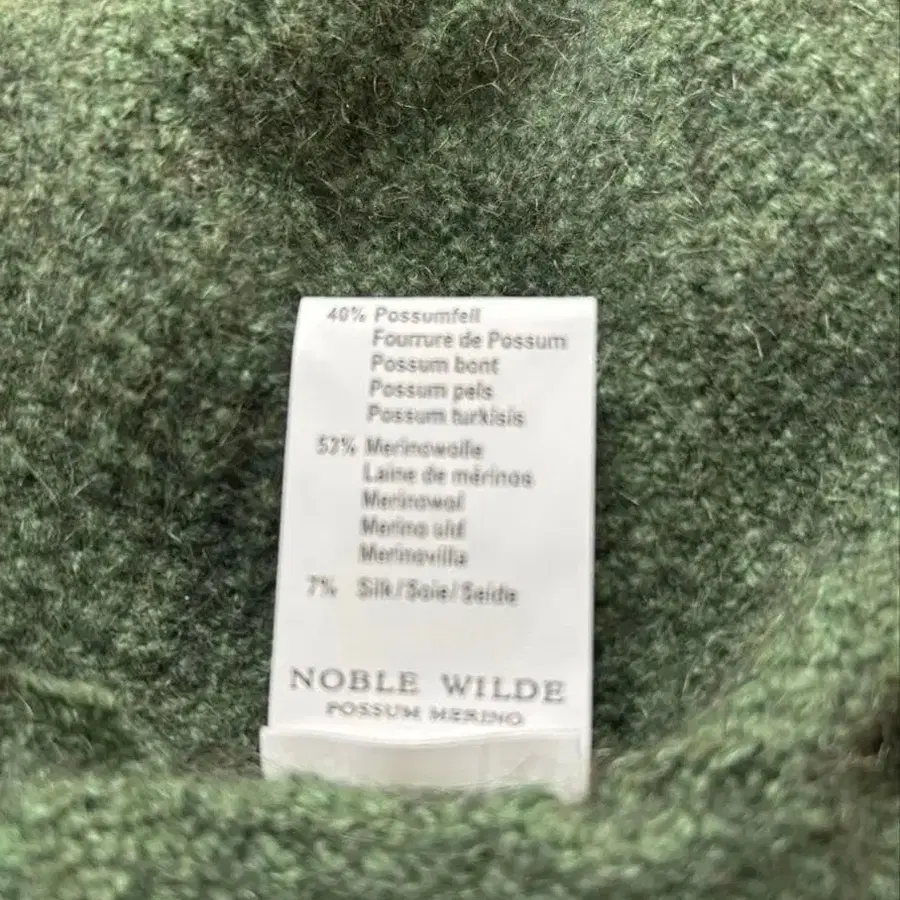 40% Possumfell
Fourrure de Possum
Possum bont
Possum pels
Possum turkisis
53% Merinowolle
Laine de mérinos
Merinowol
Merino uld
Merinovilla
7% Silk/Soie/Seide
NOBLE WILDE
POSSUM MERINO